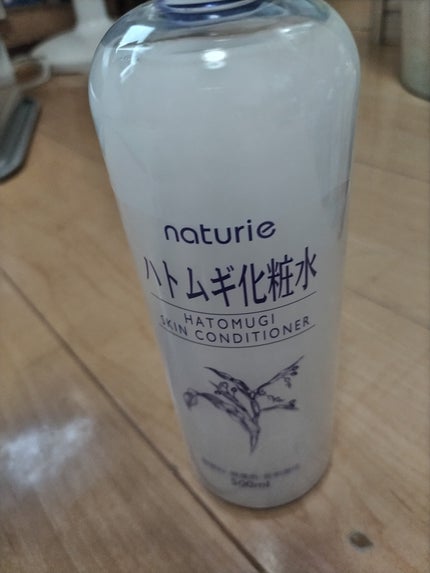 naturie
ハトムギ化粧水
HATOMUGI
SKIN CONDITIONER
500ml